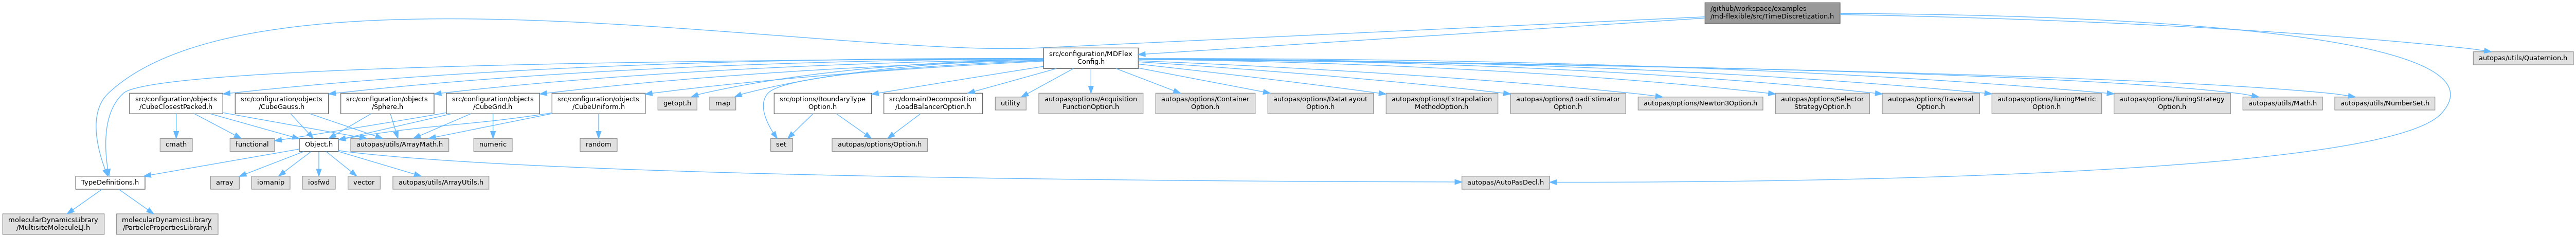 /github/workspace/examples
/md-flexible/src/TimeDiscretization.h
src/configuration/MDFlex
Config.h
autopas/utils/Quaternion.h
src/configuration/objects
/CubeClosestPacked.h
src/configuration/objects
/CubeGauss.h
src/configuration/objects
/Sphere.h
src/configuration/objects
/CubeGrid.h
src/configuration/objects
/CubeUniform.h
getopt.h
map
src/options/BoundaryType
Option.h
src/domainDecomposition
/LoadBalancerOption.h
utility
autopas/options/Acquisition
FunctionOption.h
autopas/options/Container
Option.h
autopas/options/DataLayout
Option.h
autopas/options/Extrapolation
MethodOption.h
autopas/options/LoadEstimator
Option.h
autopas/options/Newton3Option.h
autopas/options/Selector
StrategyOption.h
autopas/options/Traversal
Option.h
autopas/options/TuningMetric
Option.h
autopas/options/TuningStrategy
Option.h
autopas/utils/Math.h
autopas/utils/NumberSet.h
cmath
functional
Object.h
autopas/utils/ArrayMath.h
numeric
random
set
autopas/options/Option.h
TypeDefinitions.h
array
iomanip
iosfwd
vector
autopas/utils/ArrayUtils.h
autopas/AutoPasDecl.h
molecularDynamicsLibrary
/MultisiteMoleculeLJ.h
molecularDynamicsLibrary
/ParticlePropertiesLibrary.h